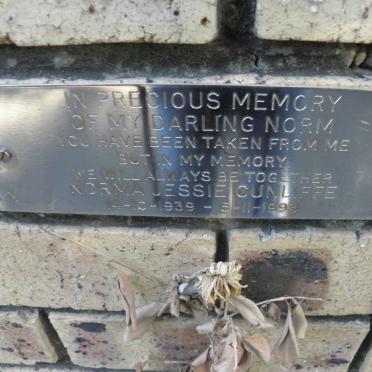 IN PRECIOUS MEMORY
OF MY DARLING NORM
YOU HAVE BEEN TAKEN FROM ME
BUT IN MY MEMORY
WE WILL ALWAYS BE TOGETHER
NORMA JESSIE CUNLIFFE